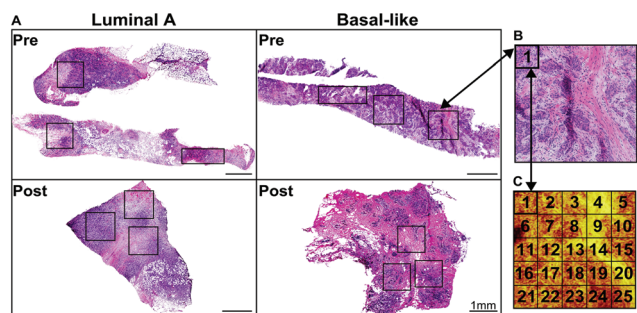 A
Luminal A
Basal-like
B
Pre
Pre
1
C
Post
Post
1 2 3 4 5
6 7 8 9 10
11 12 13 14 15
16 17 18 19 20
21 22 23 24 25
1mm